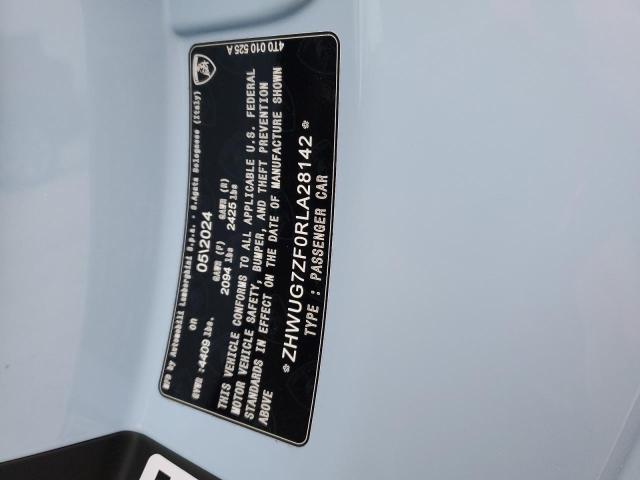 MFD by Automobili Lamborghini S.p.A. - S.Agata Bolognese (Italy)
on 05\2024
GVWR :4409 lbs. GAWR (F) GAWR (R)
2094 lbs 2425 lbs
THIS VEHICLE CONFORMS TO ALL APPLICABLE U.S. FEDERAL
MOTOR VEHICLE SAFETY, BUMPER, AND THEFT PREVENTION
STANDARDS IN EFFECT ON THE DATE OF MANUFACTURE SHOWN
ABOVE
* ZHWUG7ZF0RLA28142 *
TYPE : PASSENGER CAR
4T0 010 525 A